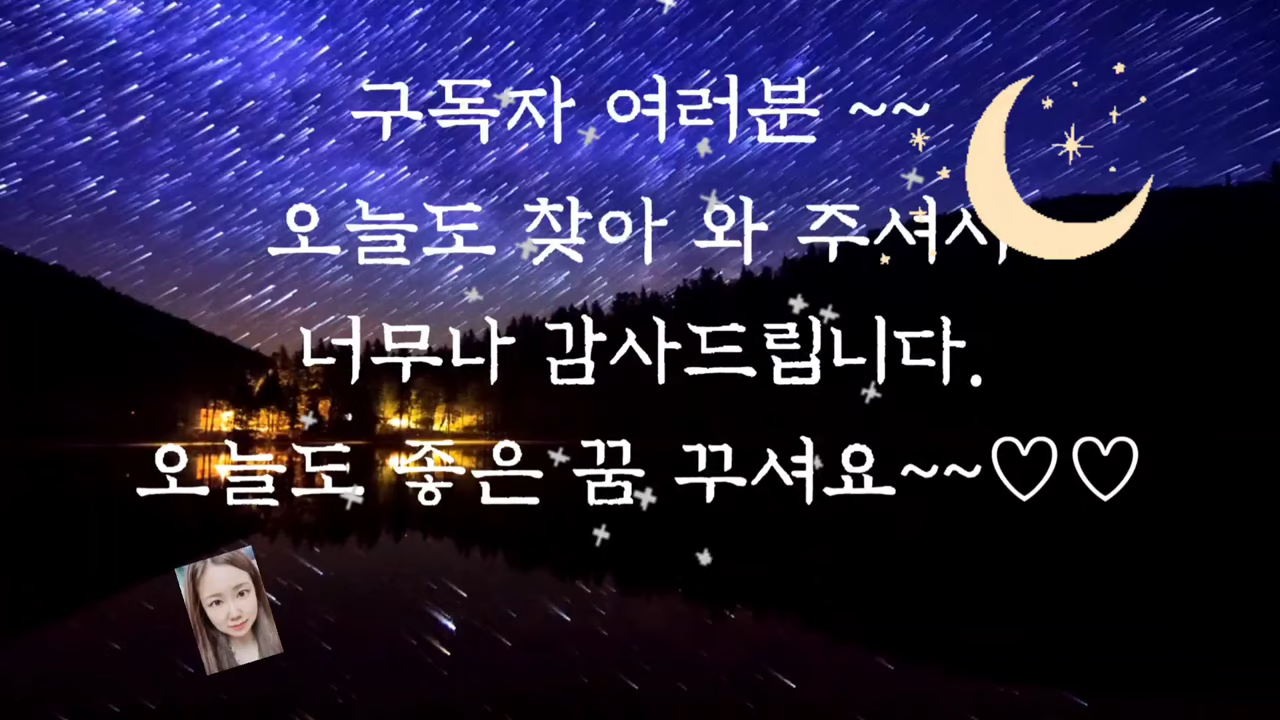 구독자 여러분 ~~
오늘도 찾아 와 주셔서
너무나 감사드립니다.
오늘도 좋은 꿈 꾸셔요~~♡♡